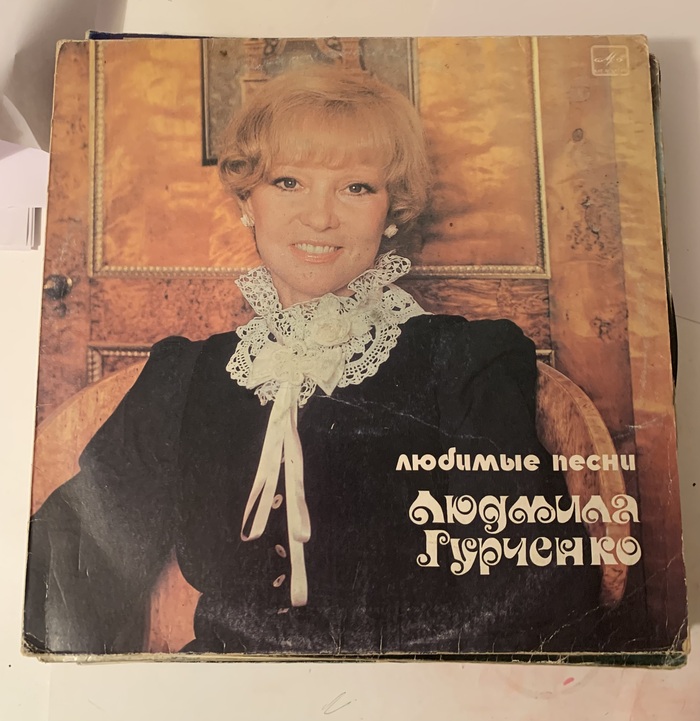 любимые песни
Людмила
Гурченко